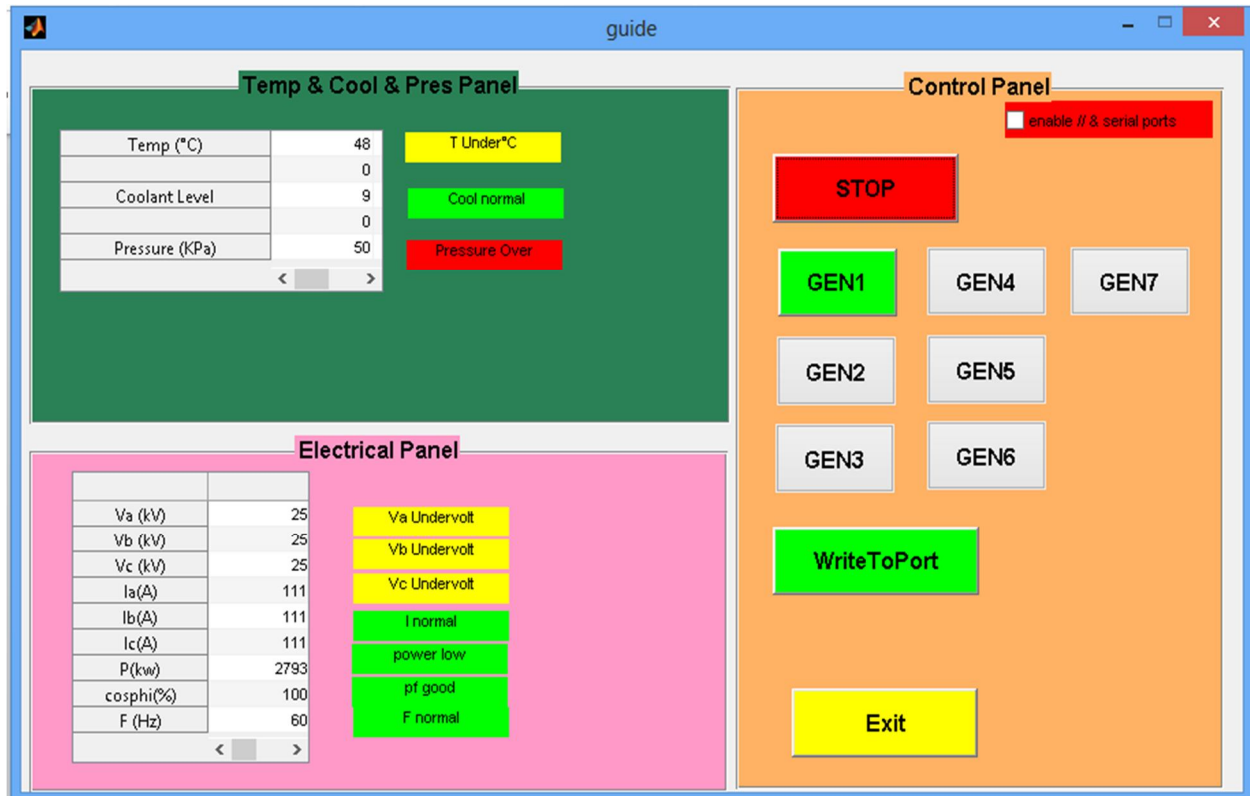 guide
Temp & Cool & Pres Panel
Temp (°C) 48 T Under°C
0
Coolant Level 9 Cool normal
0
Pressure (KPa) 50 Pressure Over
Electrical Panel
Va (kV) 25 Va Undervolt
Vb (kV) 25 Vb Undervolt
Vc (kV) 25 Vc Undervolt
Ia(A) 111
Ib(A) 111 I normal
Ic(A) 111
P(kw) 2793 power low
cosphi(%) 100 pf good
F (Hz) 60 F normal
Control Panel
enable // & serial ports
STOP
GEN1 GEN4 GEN7
GEN2 GEN5
GEN3 GEN6
WriteToPort
Exit